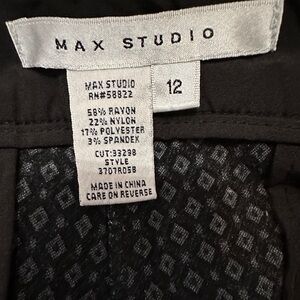 MAX STUDIO
12
MAX STUDIO
RN#58822
58% RAYON
22% NYLON
17% POLYESTER
3% SPANDEX
CUT:33298
STYLE
3707R05B
MADE IN CHINA
CARE ON REVERSE